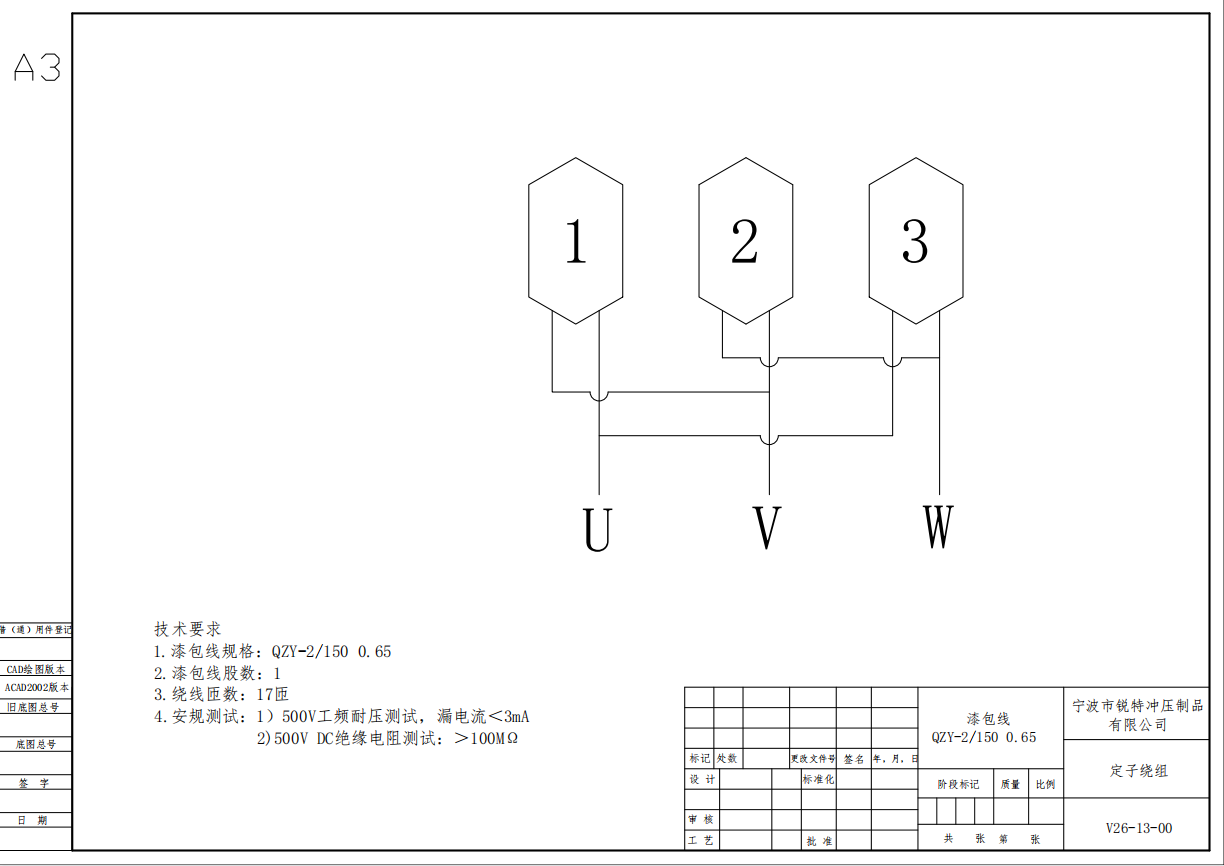 A3
1
2
3
U
V
W
技术要求
1.漆包线规格：QZY-2/150 0.65
2.漆包线股数：1
3.绕线匝数：17匝
4.安规测试：1）500V工频耐压测试，漏电流＜3mA
2)500V DC绝缘电阻测试：＞100MΩ
借（通）用件登记
CAD绘图版本
ACAD2002版本
旧底图总号
底图总号
签 字
日 期
标记 处数 更改文件号 签名 年，月，日
设 计 标准化
审 核
工 艺 批 准
漆包线
QZY-2/150 0.65
阶段标记 质量 比例
共 张 第 张
宁波市锐特冲压制品
有限公司
定子绕组
V26-13-00